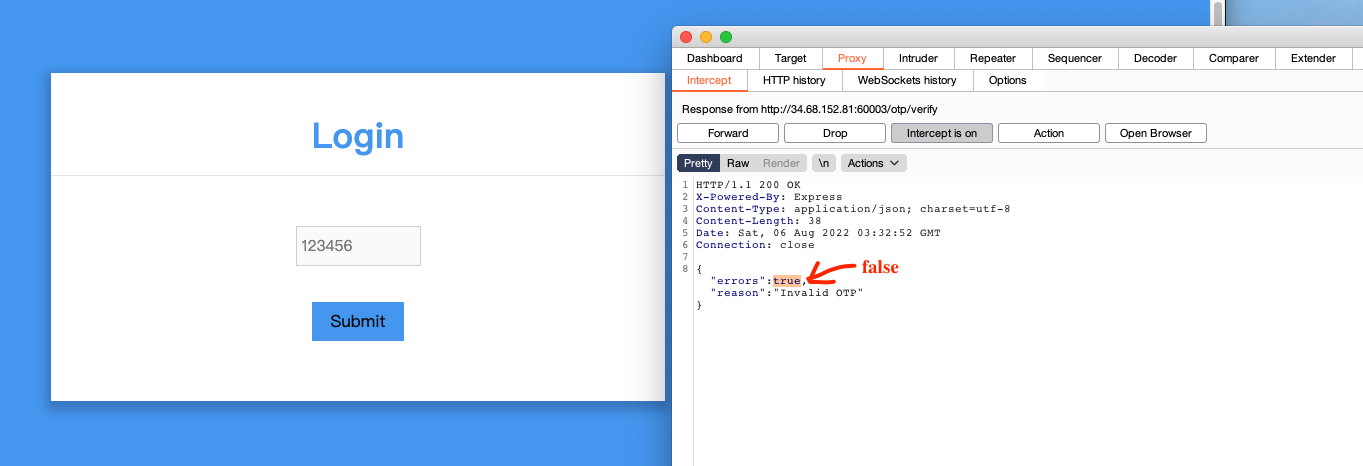 Login
123456
Submit
Dashboard Target Proxy Intruder Repeater Sequencer Decoder Comparer Extender
Intercept HTTP history WebSockets history Options
Response from http://34.68.152.81:60003/otp/verify
Forward Drop Intercept is on Action Open Browser
Pretty Raw Render \n Actions
1 HTTP/1.1 200 OK
2 X-Powered-By: Express
3 Content-Type: application/json; charset=utf-8
4 Content-Length: 38
5 Date: Sat, 06 Aug 2022 03:32:52 GMT
6 Connection: close
7
8 {
"errors":true, false
"reason":"Invalid OTP"
}